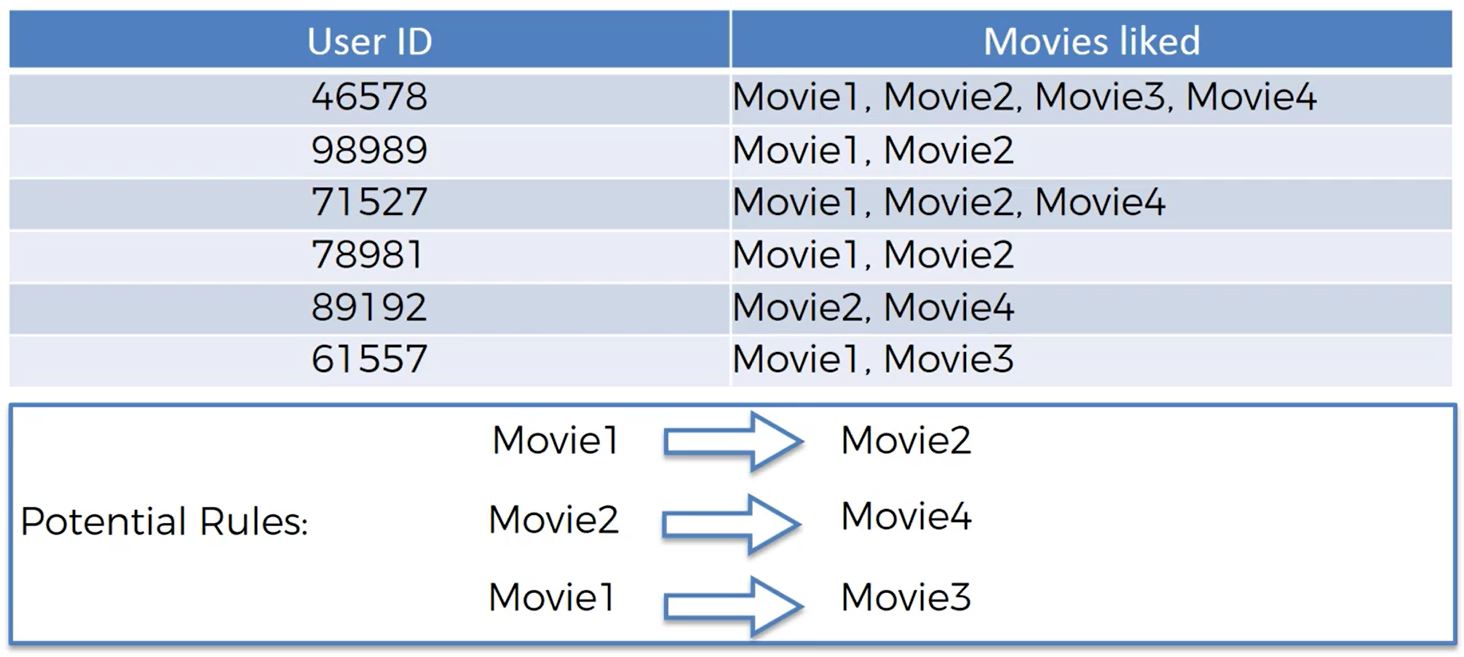 User ID Movies liked
46578 Movie1, Movie2, Movie3, Movie4
98989 Movie1, Movie2
71527 Movie1, Movie2, Movie4
78981 Movie1, Movie2
89192 Movie2, Movie4
61557 Movie1, Movie3
Movie1 Movie2
Potential Rules: Movie2 Movie4
Movie1 Movie3